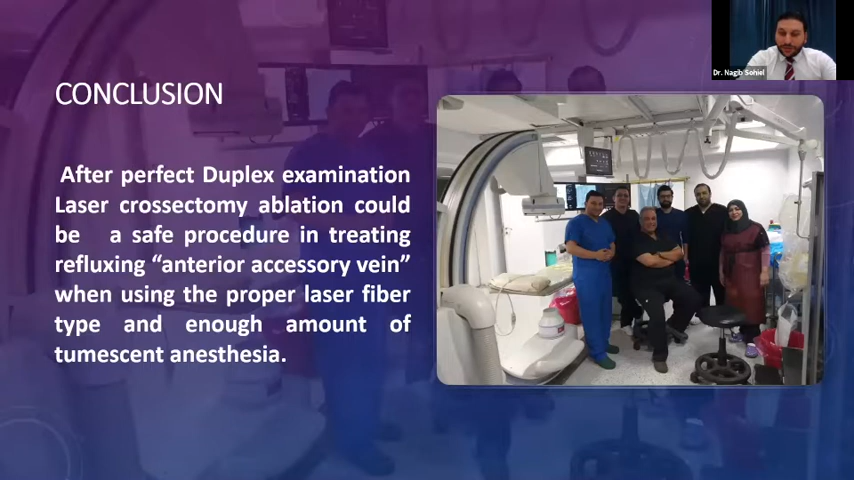 Dr. Nagib Sohiel
CONCLUSION
After perfect Duplex examination
Laser crossectomy ablation could
be a safe procedure in treating
refluxing “anterior accessory vein”
when using the proper laser fiber
type and enough amount of
tumescent anesthesia.